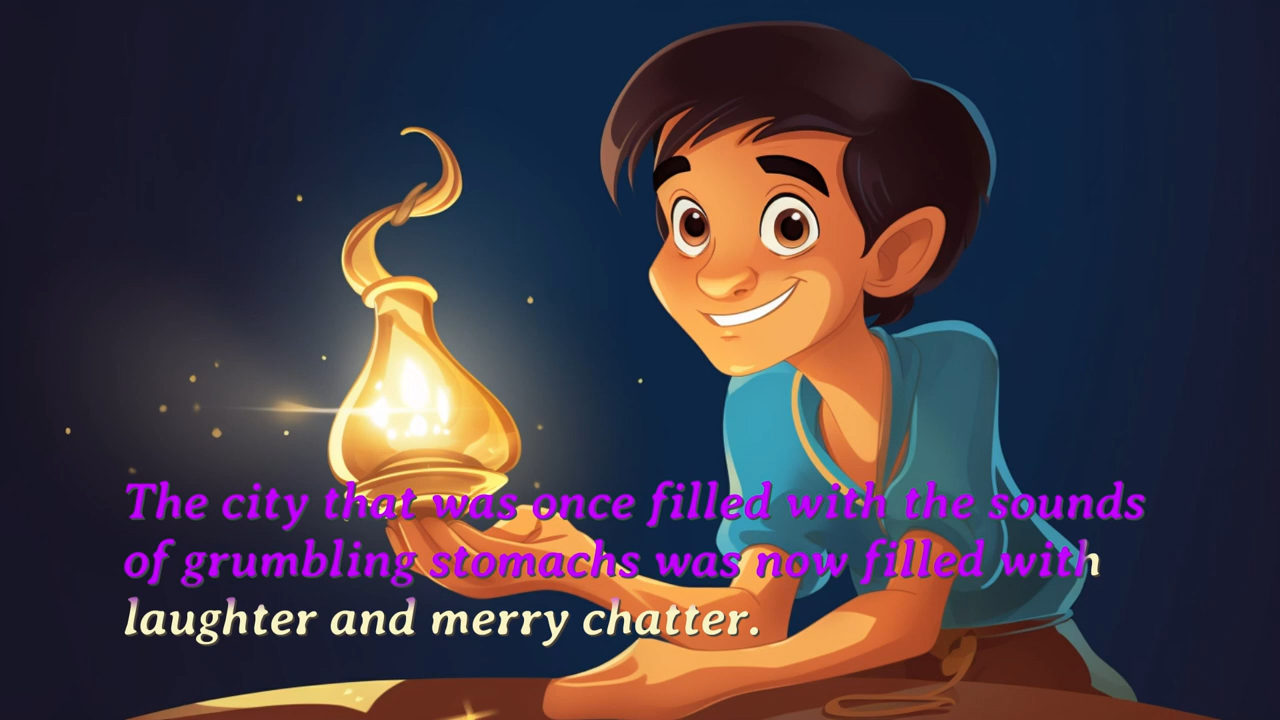 The city that was once filled with the sounds
of grumbling stomachs was now filled with
laughter and merry chatter.